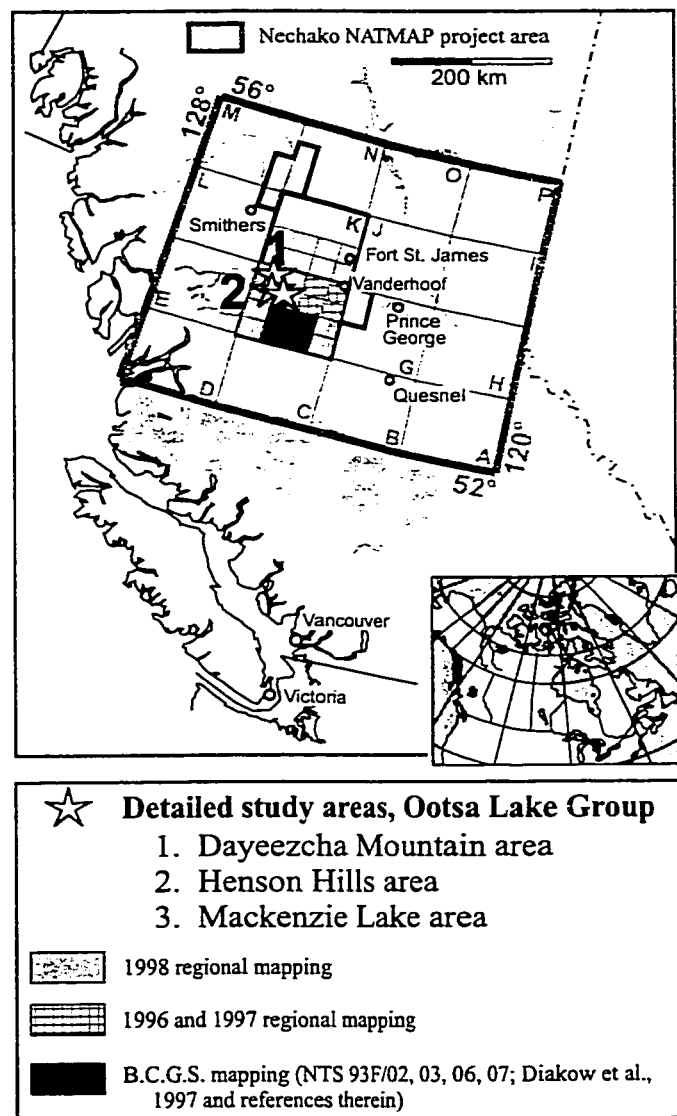 Nechako NATMAP project area
200 km
128°
56°
M
N
O
P
L
K
J
Smithers
Fort St. James
1
2
Vanderhoof
E
Prince
George
G
H
Quesnel
D
C
B
A
120°
52°
Vancouver
Victoria
Detailed study areas, Ootsa Lake Group
1. Dayeezcha Mountain area
2. Henson Hills area
3. Mackenzie Lake area
1998 regional mapping
1996 and 1997 regional mapping
B.C.G.S. mapping (NTS 93F/02, 03, 06, 07; Diakow et al.,
1997 and references therein)